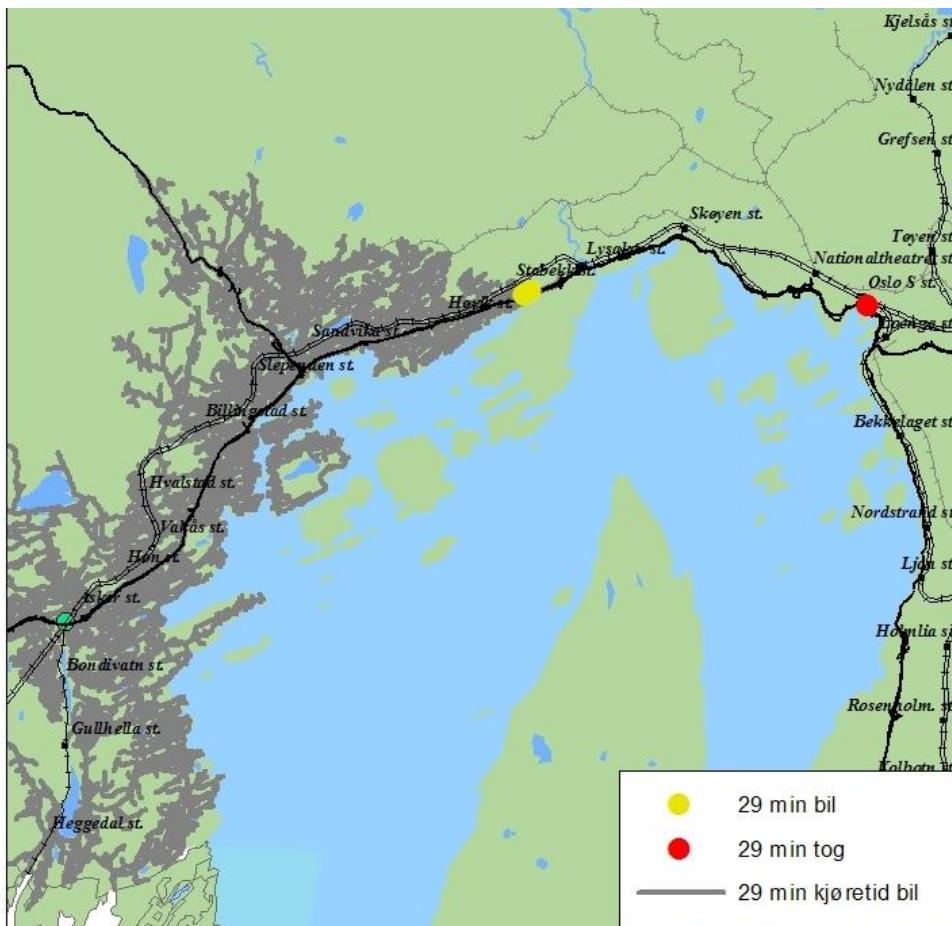 Kjelsås st
Nydalen st.
Grefsen st.
Tøyen st.
Skøyen st.
Nationaltheatret st.
Oslo S st.
Lysaker st.
Stabekk st.
Høvik st.
Sandvika st.
Slependen st.
Billingstad st.
Bekkelaget st.
Hvalstad st.
Nordstrand st
Vakås st.
Høn st.
Ljan st.
Asker st.
Holmlia st
Bondivatn st.
Rosenholm. st
Gullhella st.
Kolbotn st
Heggedal st.
29 min bil
29 min tog
29 min kjøretid bil